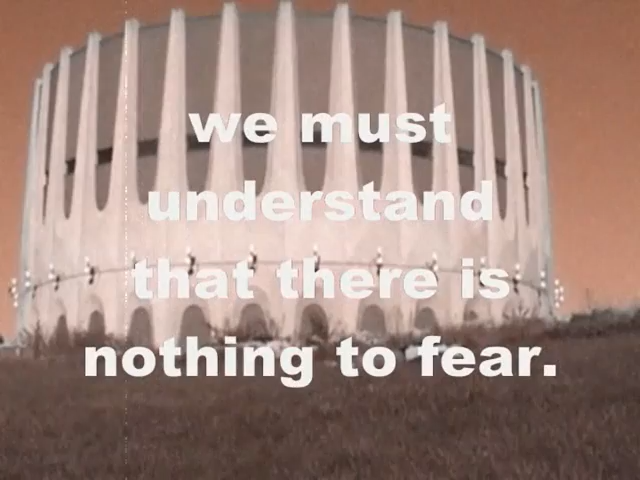 we must
understand
that there is
nothing to fear.